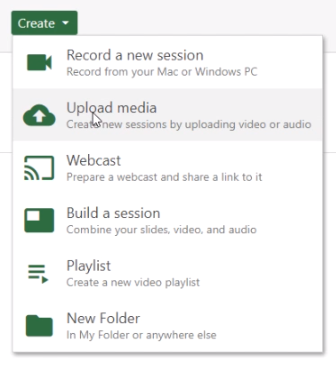 Create
Record a new session
Record from your Mac or Windows PC
Upload media
Create new sessions by uploading video or audio
Webcast
Prepare a webcast and share a link to it
Build a session
Combine your slides, video, and audio
Playlist
Create a new video playlist
New Folder
In My Folder or anywhere else